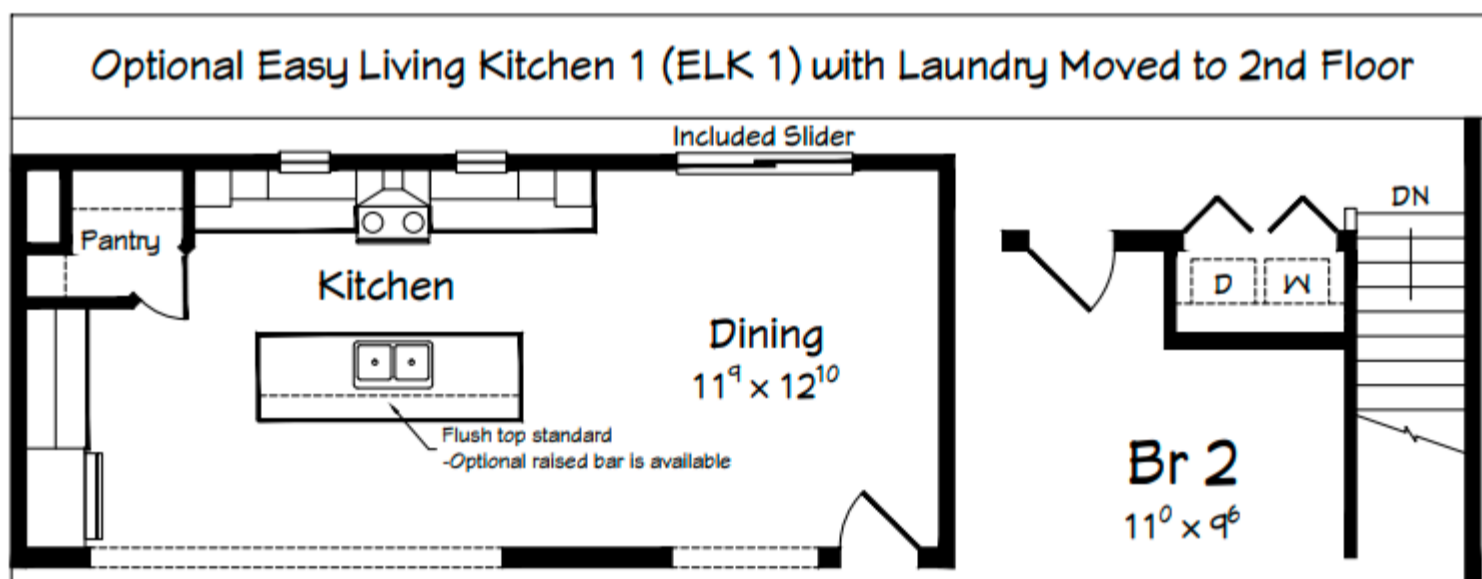 Optional Easy Living Kitchen 1 (ELK 1) with Laundry Moved to 2nd Floor
Included Slider
DN
Pantry
Kitchen
D
W
Dining
11⁹ x 12¹⁰
Flush top standard
-Optional raised bar is available
Br 2
11⁰ x 9⁶